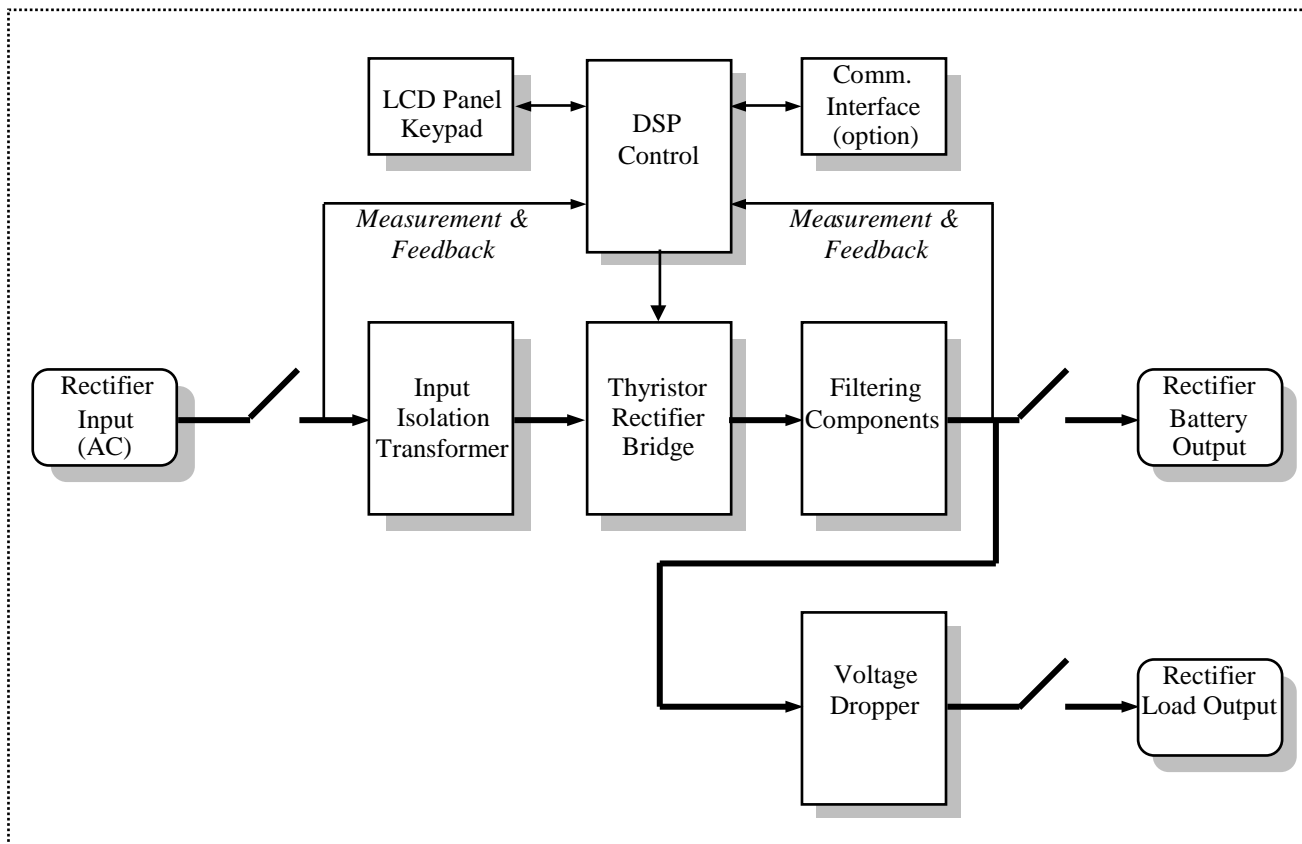 LCD Panel
Keypad
DSP
Control
Comm.
Interface
(option)
Measurement &
Feedback
Measurement &
Feedback
Rectifier
Input
(AC)
Input
Isolation
Transformer
Thyristor
Rectifier
Bridge
Filtering
Components
Rectifier
Battery
Output
Voltage
Dropper
Rectifier
Load Output